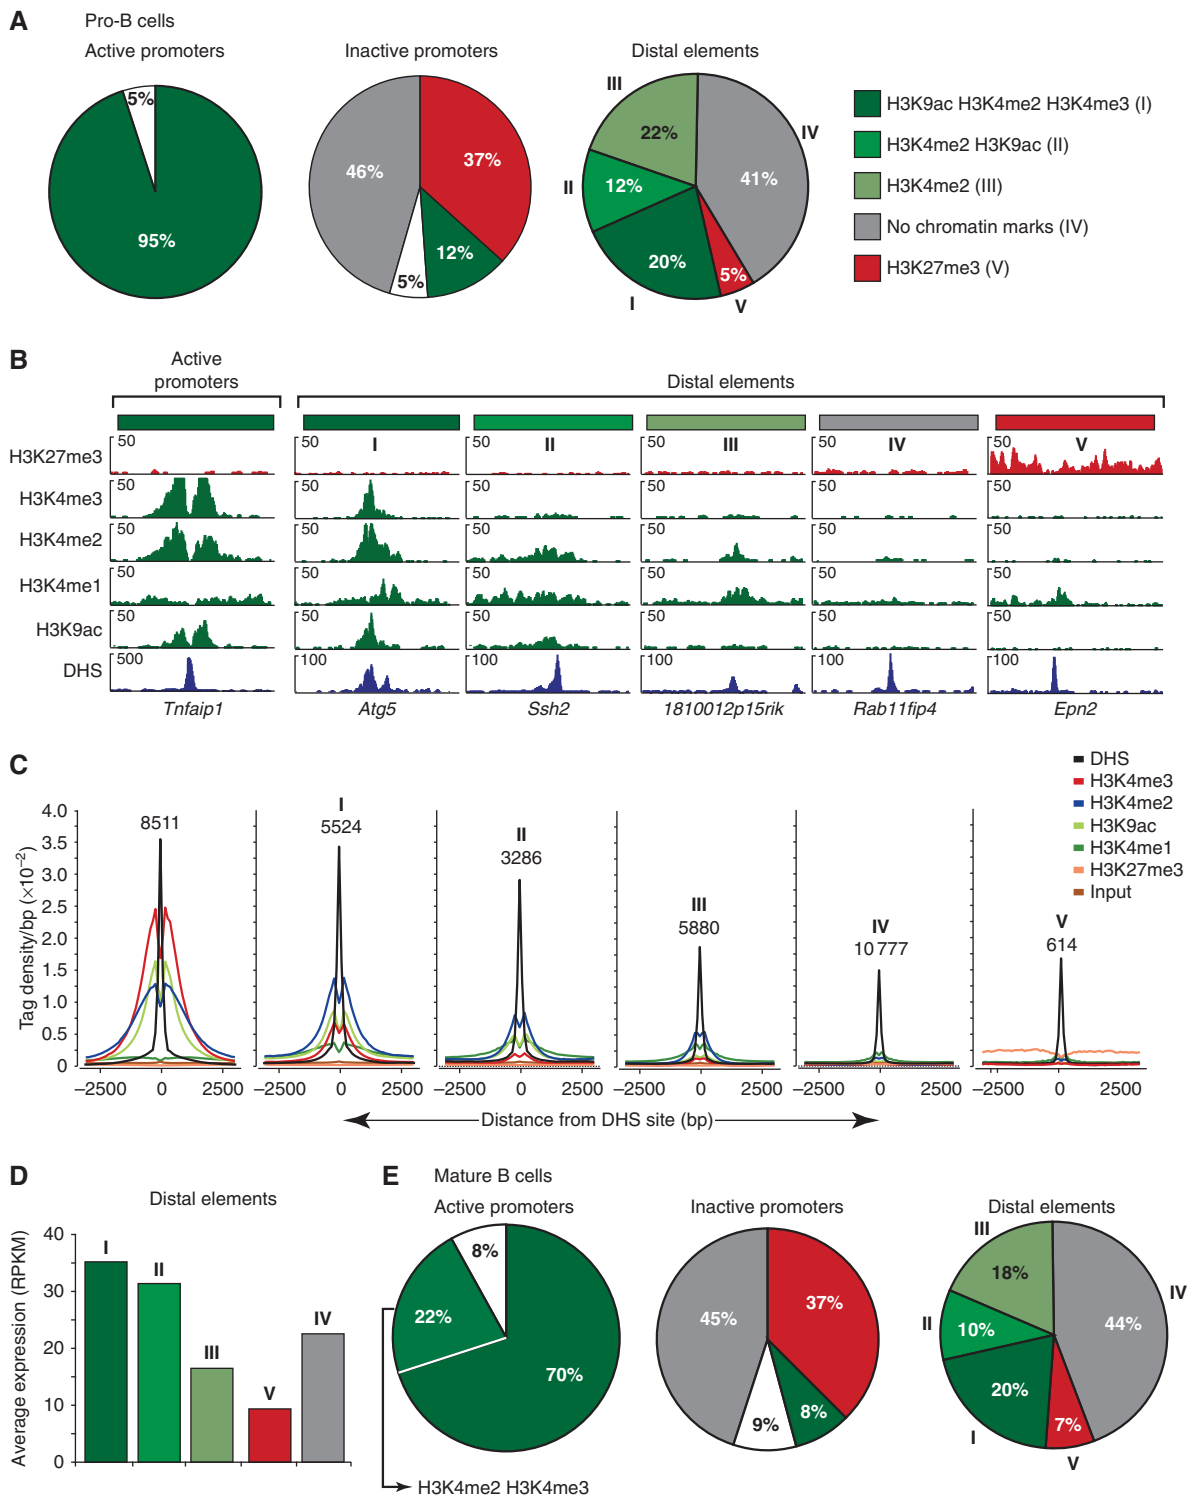 A
Pro-B cells
Active promoters
Inactive promoters
Distal elements
5%
95%
46%
37%
12%
5%
III
22%
IV
41%
II
12%
20%
5%
I
V
H3K9ac H3K4me2 H3K4me3 (I)
H3K4me2 H3K9ac (II)
H3K4me2 (III)
No chromatin marks (IV)
H3K27me3 (V)
B
Active
promoters
Distal elements
I
II
III
IV
V
H3K27me3
50
50
50
50
50
50
H3K4me3
50
50
50
50
50
50
H3K4me2
50
50
50
50
50
50
H3K4me1
50
50
50
50
50
50
H3K9ac
50
50
50
50
50
50
DHS
500
100
100
100
100
100
Tnfaip1
Atg5
Ssh2
1810012p15rik
Rab11fip4
Epn2
C
DHS
H3K4me3
H3K4me2
H3K9ac
H3K4me1
H3K27me3
Input
Tag density/bp (×10−2)
4.0
3.5
3.0
2.5
2.0
1.5
1.0
0.5
0
8511
I
5524
II
3286
III
5880
IV
10 777
V
614
−2500 0 2500
−2500 0 2500
−2500 0 2500
−2500 0 2500
−2500 0 2500
−2500 0 2500
Distance from DHS site (bp)
D
Distal elements
Average expression (RPKM)
40
30
20
10
0
I
II
III
V
IV
E
Mature B cells
Active promoters
Inactive promoters
Distal elements
8%
22%
70%
H3K4me2 H3K4me3
45%
37%
9%
8%
III
18%
IV
44%
II
10%
20%
7%
I
V